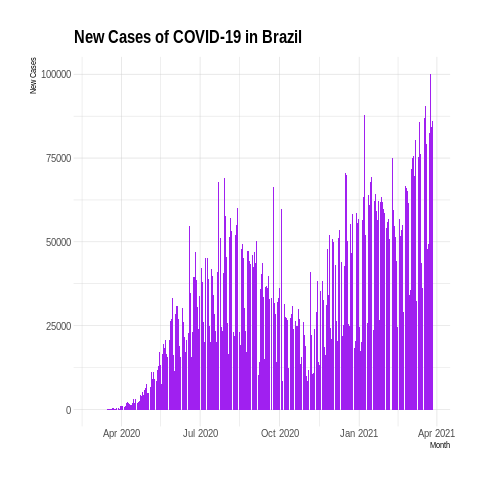 New Cases of COVID-19 in Brazil
New Cases
100000
75000
50000
25000
0
Apr 2020 Jul 2020 Oct 2020 Jan 2021 Apr 2021
Month